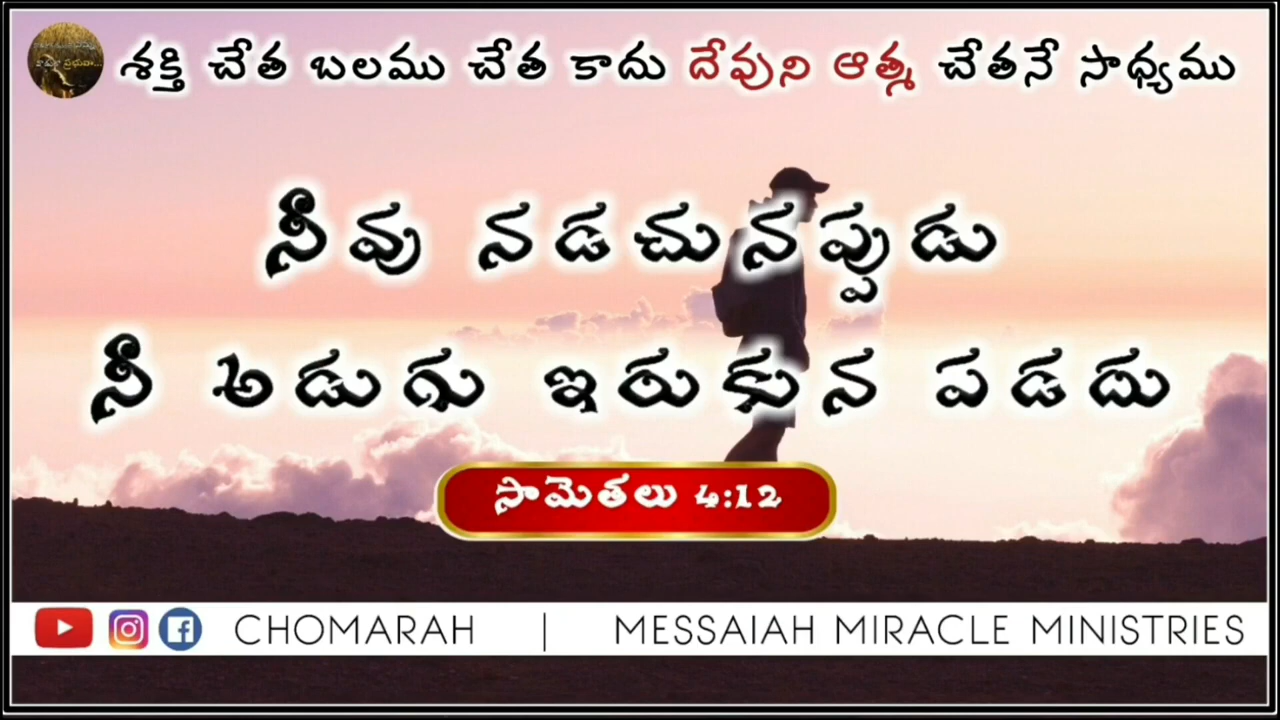 శక్తి చేత బలము చేత కాదు దేవుని ఆత్మ చేతనే సాధ్యము
నీవు నడచునప్పుడు
నీ అడుగు ఇరుకున పడదు
సామెతలు 4:12
CHOMARAH | MESSAIAH MIRACLE MINISTRIES